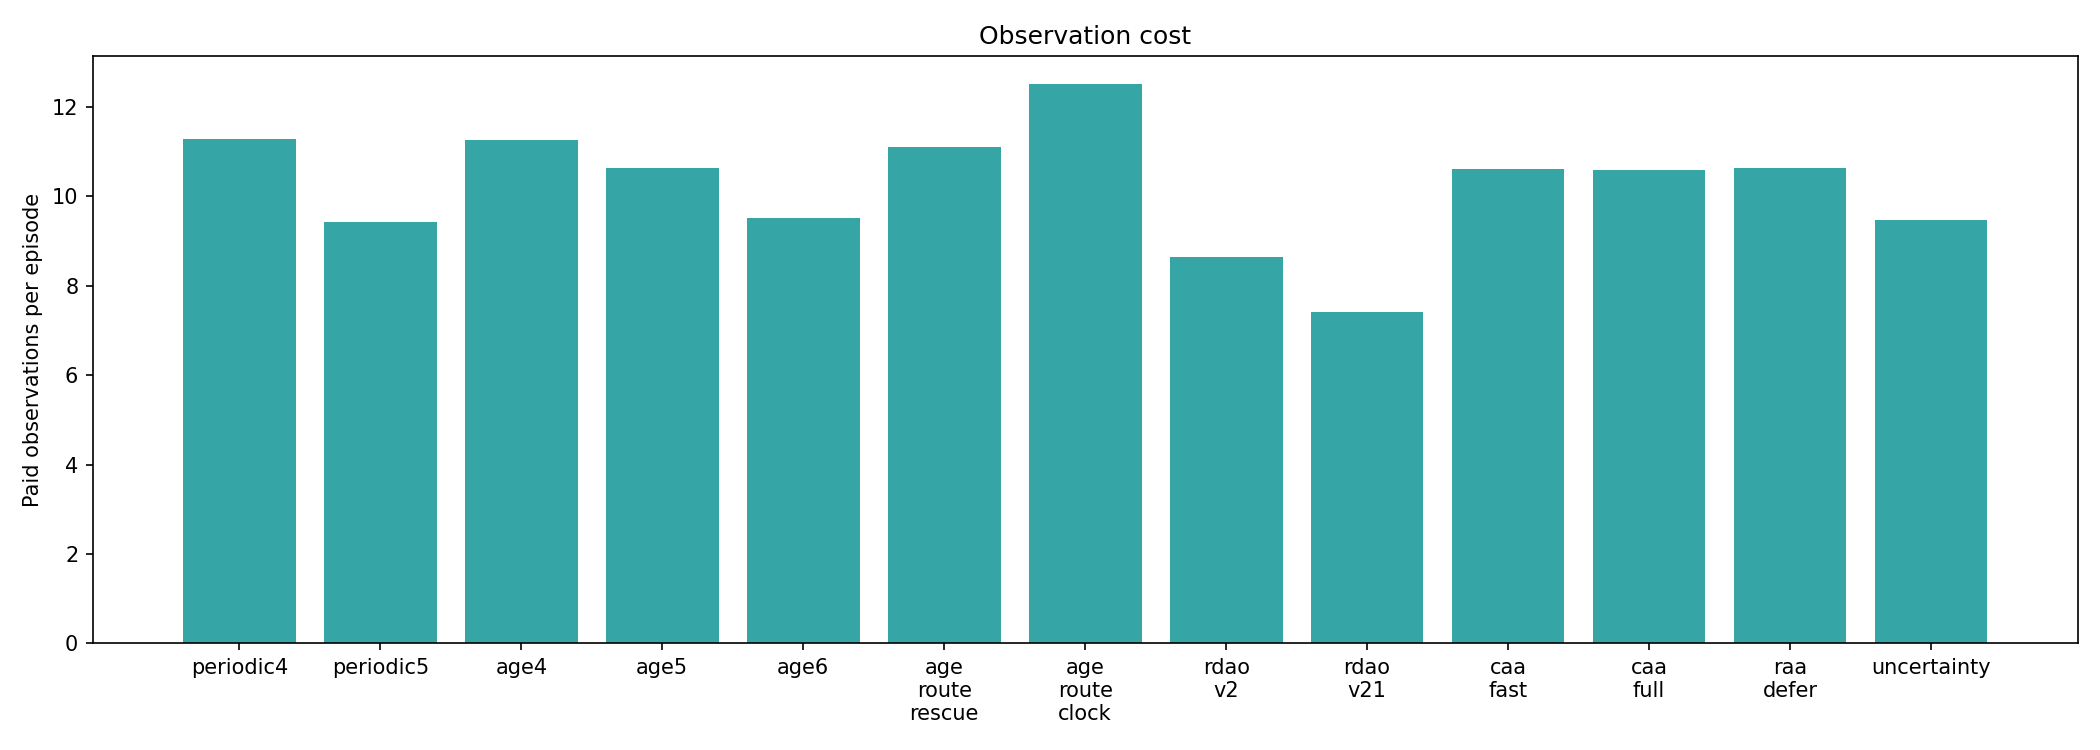 Observation cost
Paid observations per episode
12
10
8
6
4
2
0
periodic4
periodic5
age4
age5
age6
age
route
rescue
age
route
clock
rdao
v2
rdao
v21
caa
fast
caa
full
raa
defer
uncertainty